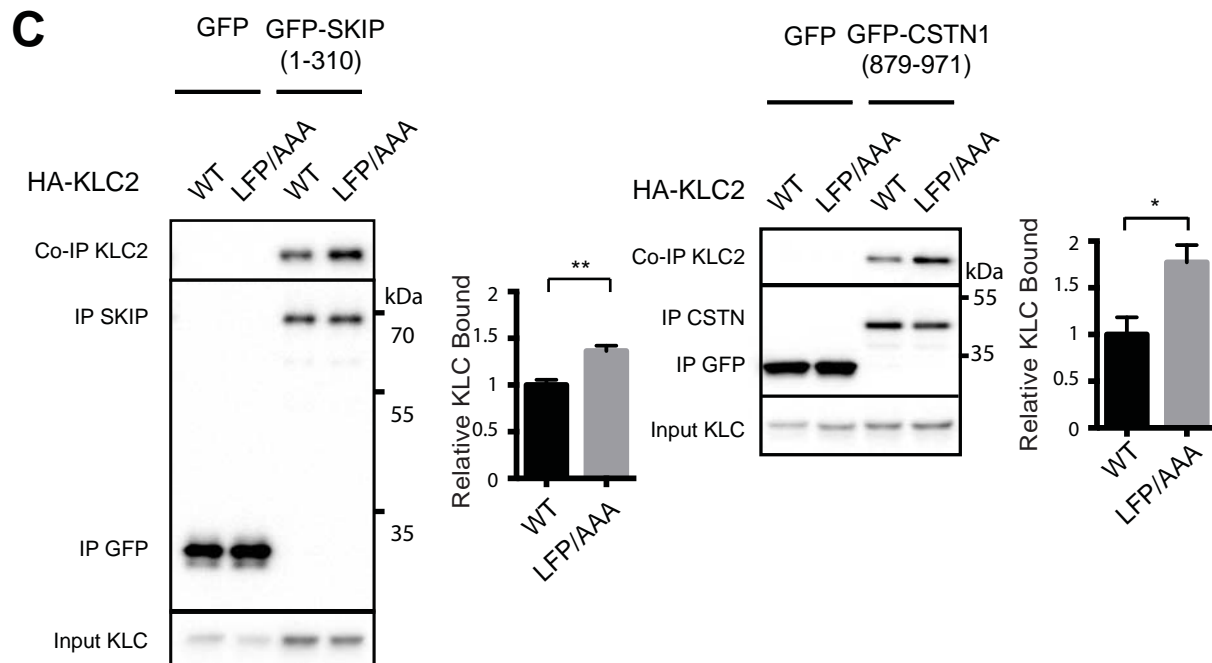 C
GFP GFP-SKIP
(1-310)
HA-KLC2 WT LFP/AAA WT LFP/AAA
Co-IP KLC2
IP SKIP
IP GFP
Input KLC
kDa
70
55
35
Relative KLC Bound
2
1.5
1
0.5
0
**
WT LFP/AAA
GFP GFP-CSTN1
(879-971)
HA-KLC2 WT LFP/AAA WT LFP/AAA
Co-IP KLC2
IP CSTN
IP GFP
Input KLC
kDa
55
35
Relative KLC Bound
2
1.5
1
0.5
0
*
WT LFP/AAA